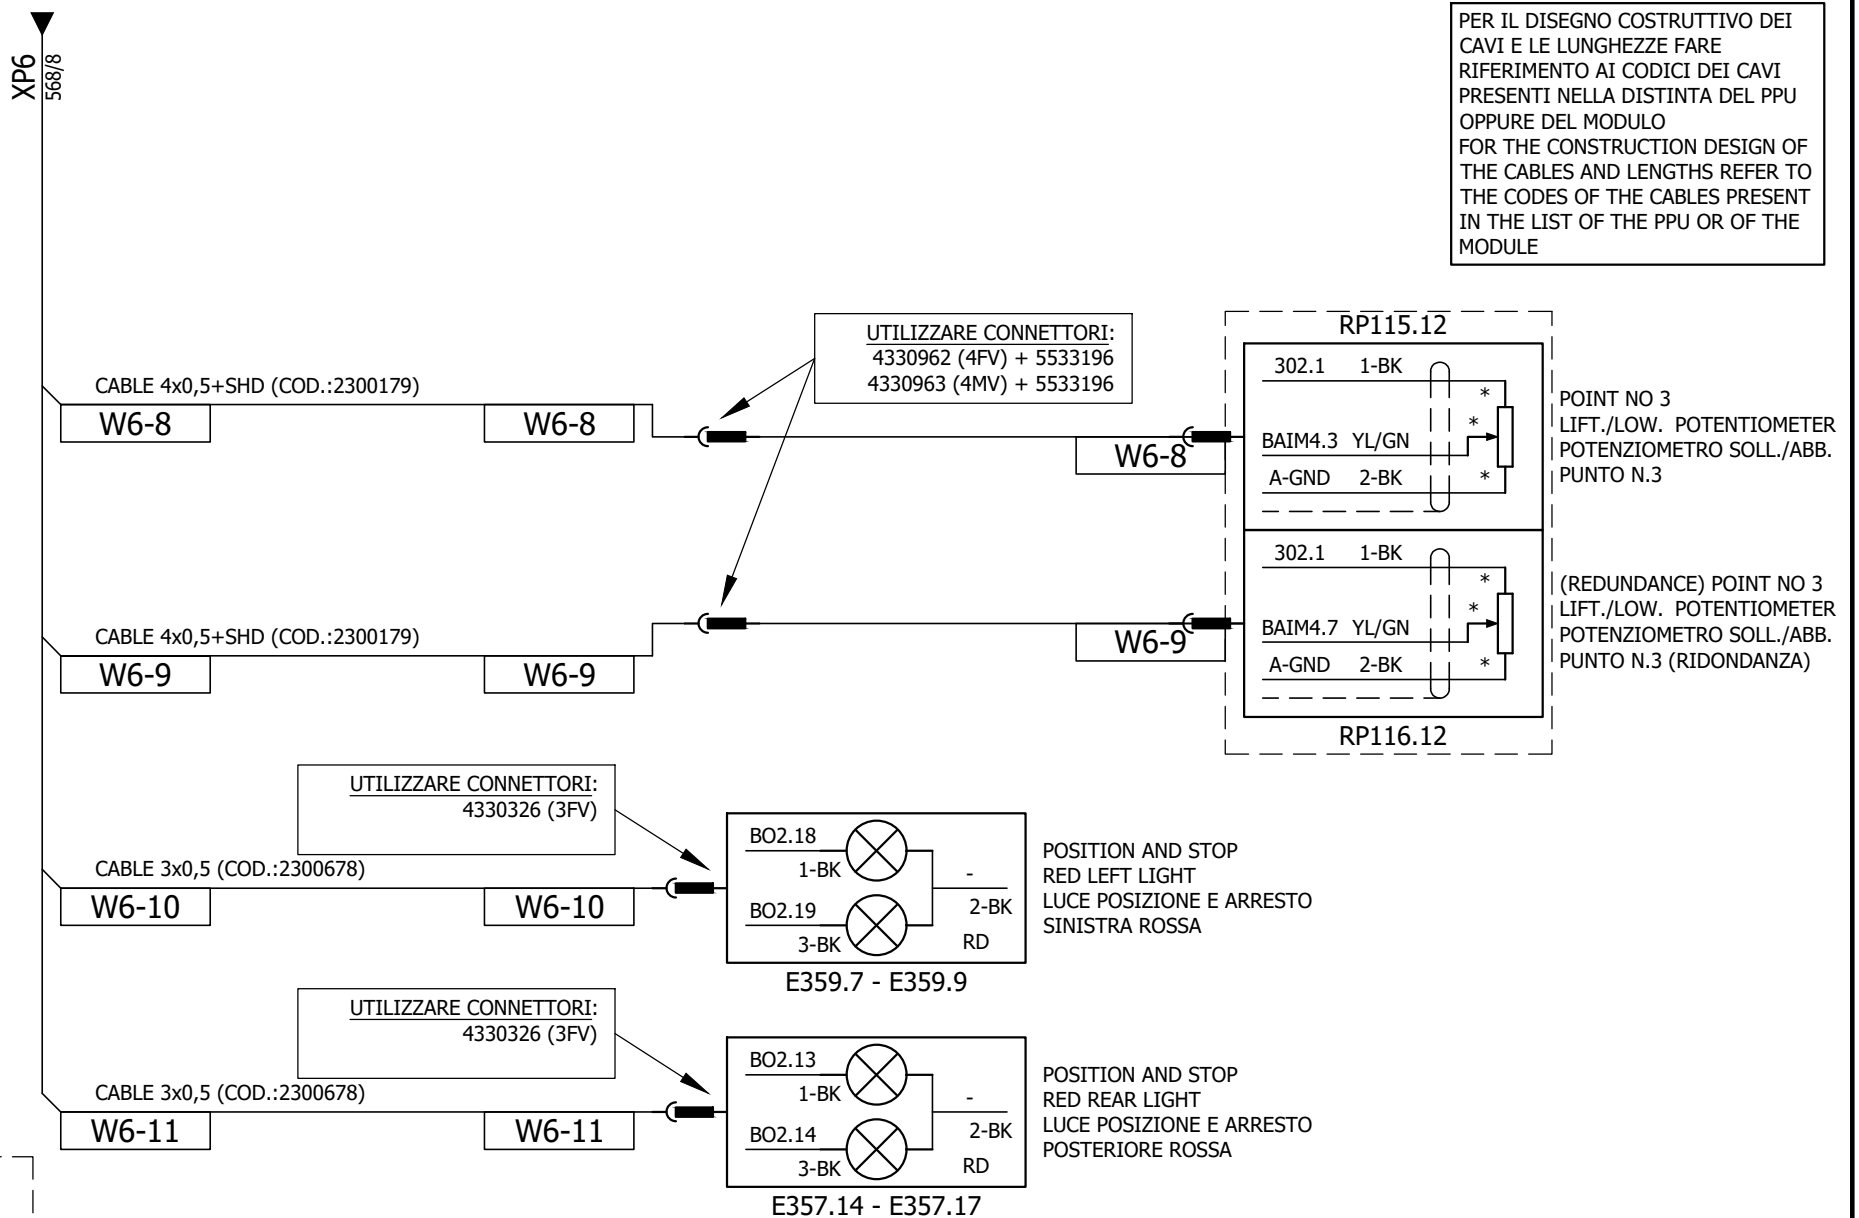 XP6
568/8
PER IL DISEGNO COSTRUTTIVO DEI
CAVI E LE LUNGHEZZE FARE
RIFERIMENTO AI CODICI DEI CAVI
PRESENTI NELLA DISTINTA DEL PPU
OPPURE DEL MODULO
FOR THE CONSTRUCTION DESIGN OF
THE CABLES AND LENGTHS REFER TO
THE CODES OF THE CABLES PRESENT
IN THE LIST OF THE PPU OR OF THE
MODULE
CABLE 4x0,5+SHD (COD.:2300179)
W6-8
W6-8
UTILIZZARE CONNETTORI:
4330962 (4FV) + 5533196
4330963 (4MV) + 5533196
W6-8
RP115.12
302.1 1-BK
*
*
BAIM4.3 YL/GN
A-GND 2-BK
*
POINT NO 3
LIFT./LOW. POTENTIOMETER
POTENZIOMETRO SOLL./ABB.
PUNTO N.3
CABLE 4x0,5+SHD (COD.:2300179)
W6-9
W6-9
W6-9
302.1 1-BK
*
*
BAIM4.7 YL/GN
A-GND 2-BK
*
RP116.12
(REDUNDANCE) POINT NO 3
LIFT./LOW. POTENTIOMETER
POTENZIOMETRO SOLL./ABB.
PUNTO N.3 (RIDONDANZA)
UTILIZZARE CONNETTORI:
4330326 (3FV)
CABLE 3x0,5 (COD.:2300678)
W6-10
W6-10
BO2.18
1-BK
-
BO2.19
2-BK
3-BK
RD
E359.7 - E359.9
POSITION AND STOP
RED LEFT LIGHT
LUCE POSIZIONE E ARRESTO
SINISTRA ROSSA
UTILIZZARE CONNETTORI:
4330326 (3FV)
CABLE 3x0,5 (COD.:2300678)
W6-11
W6-11
BO2.13
1-BK
-
BO2.14
2-BK
3-BK
RD
E357.14 - E357.17
POSITION AND STOP
RED REAR LIGHT
LUCE POSIZIONE E ARRESTO
POSTERIORE ROSSA